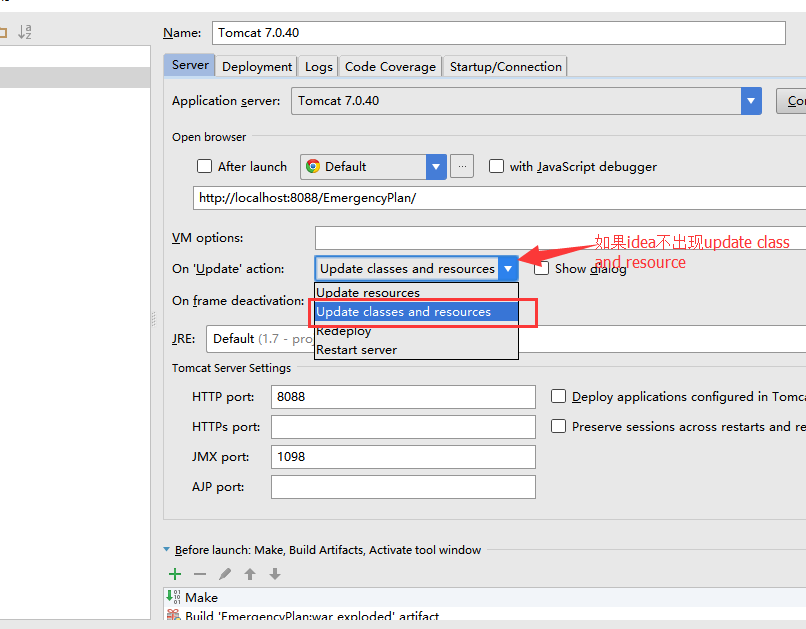 Name: Tomcat 7.0.40
Server Deployment Logs Code Coverage Startup/Connection
Application server: Tomcat 7.0.40
Open browser
After launch Default ... with JavaScript debugger
http://localhost:8088/EmergencyPlan/
VM options:
如果idea不出现update class
and resource
On 'Update' action: Update classes and resources Show dialog
Update resources
On frame deactivation: Update classes and resources
Redeploy
JRE: Default (1.7 -
Restart server
Tomcat Server Settings
HTTP port: 8088 Deploy applications configured in
HTTPs port: Preserve sessions across restarts and
JMX port: 1098
AJP port:
Before launch: Make, Build Artifacts, Activate tool window
Make
Build 'EmergencyPlan:war exploded' artifact